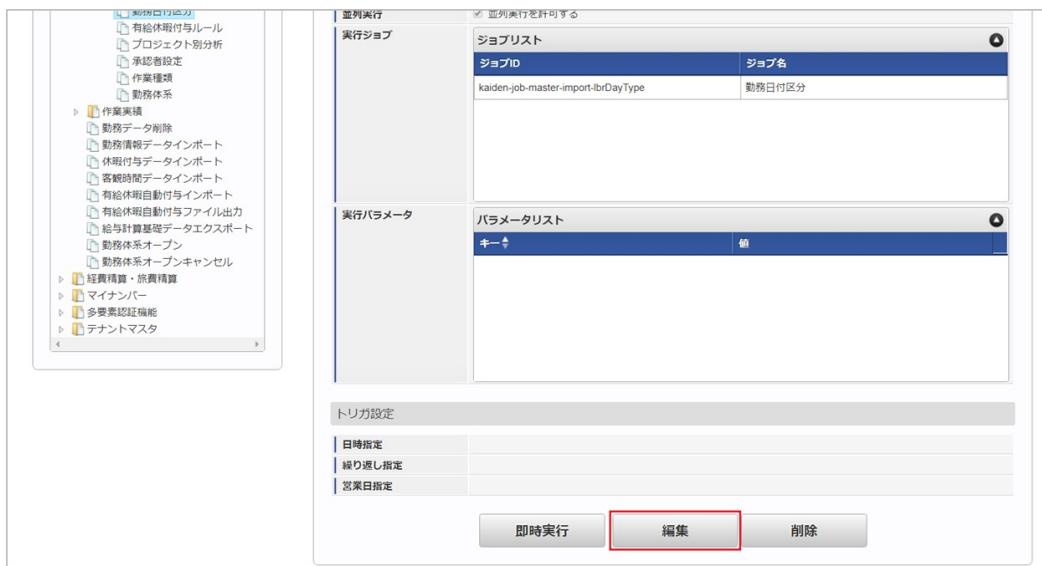 勤務日付区分
有給休暇付与ルール
プロジェクト別分析
承認者設定
作業種類
勤務体系
作業実績
勤務データ削除
勤務情報データインポート
休暇付与データインポート
客観時間データインポート
有給休暇自動付与インポート
有給休暇自動付与ファイル出力
給与計算基礎データエクスポート
勤務体系オープン
勤務体系オープンキャンセル
経費精算・旅費精算
マイナンバー
多要素認証機能
テナントマスタ
並列実行 並列実行を許可する
実行ジョブ
ジョブリスト
ジョブID ジョブ名
kaiden-job-master-import-lbrDayType 勤務日付区分
実行パラメータ
パラメータリスト
キー 値
トリガ設定
日時指定
繰り返し指定
営業日指定
即時実行 編集 削除